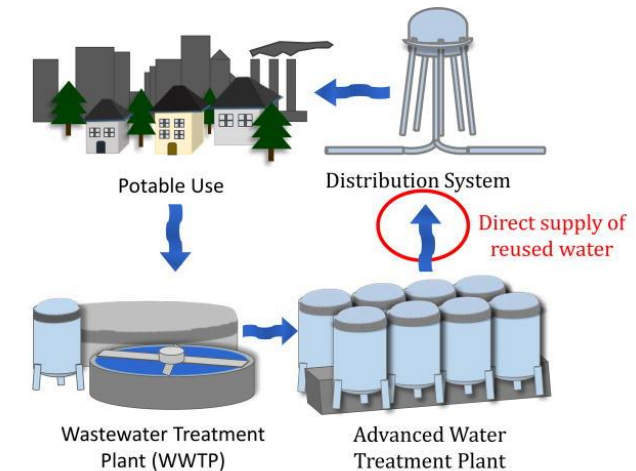 Potable Use
Distribution System
Direct supply of
reused water
Wastewater Treatment
Plant (WWTP)
Advanced Water
Treatment Plant